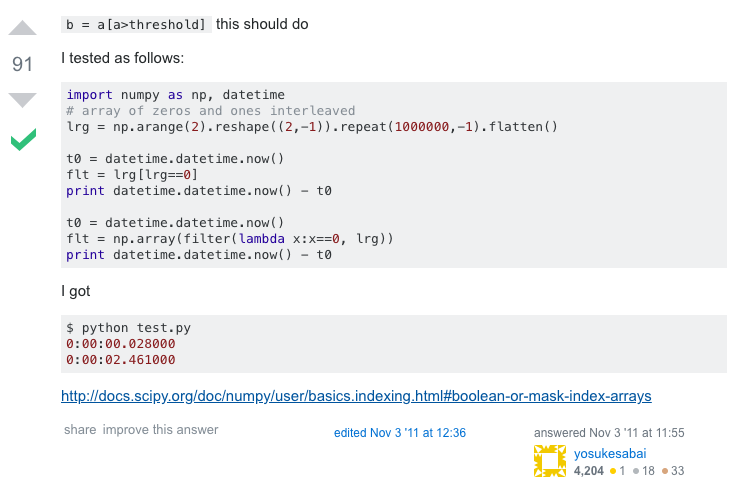 b = a[a>threshold] this should do
91
I tested as follows:
import numpy as np, datetime
# array of zeros and ones interleaved
lrg = np.arange(2).reshape((2,-1)).repeat(1000000,-1).flatten()
t0 = datetime.datetime.now()
flt = lrg[lrg==0]
print datetime.datetime.now() - t0
t0 = datetime.datetime.now()
flt = np.array(filter(lambda x:x==0, lrg))
print datetime.datetime.now() - t0
I got
$ python test.py
0:00:00.028000
0:00:02.461000
http://docs.scipy.org/doc/numpy/user/basics.indexing.html#boolean-or-mask-index-arrays
share improve this answer
edited Nov 3 '11 at 12:36
answered Nov 3 '11 at 11:55
yosukesabai
4,204 ●1 ●18 ●33